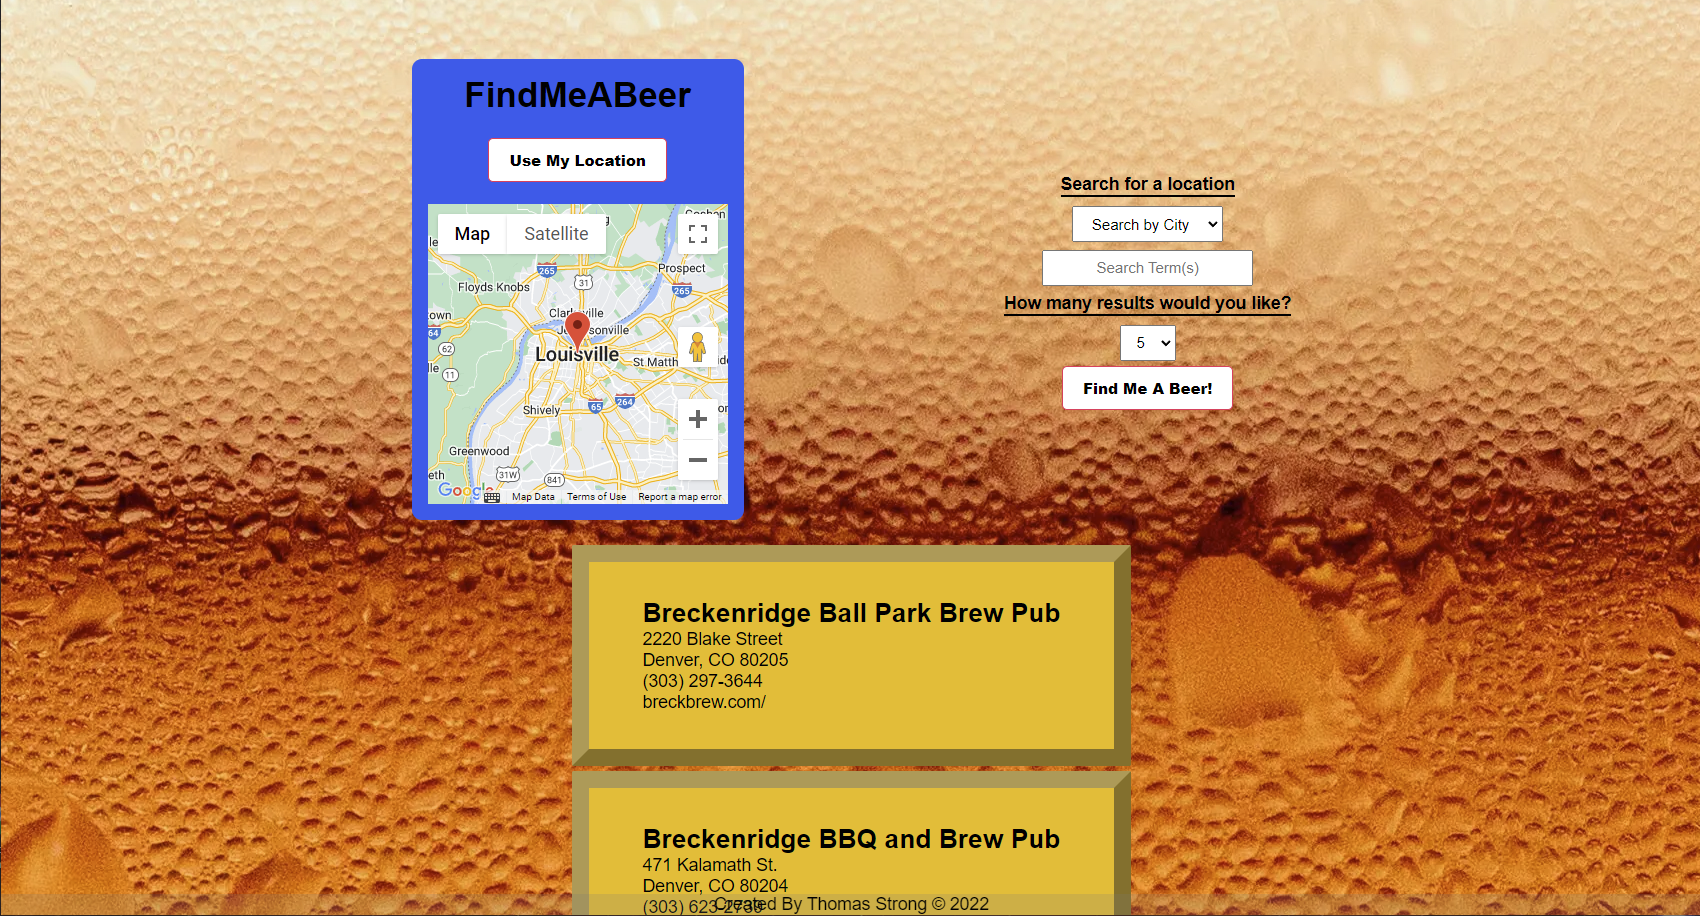 FindMeABeer
Use My Location
Map
Satellite
Goshen
Prospect
265
31
265
Floyds Knobs
Clarksville
64
62
11
Louisville
St Matth
Shively
65
264
Greenwood
31W
841
Google
Map Data
Terms of Use
Report a map error
Search for a location
Search by City
Search Term(s)
How many results would you like?
5
Find Me A Beer!
Breckenridge Ball Park Brew Pub
2220 Blake Street
Denver, CO 80205
(303) 297-3644
breckbrew.com/
Breckenridge BBQ and Brew Pub
471 Kalamath St.
Denver, CO 80204
(303) 623-2739
Created By Thomas Strong © 2022